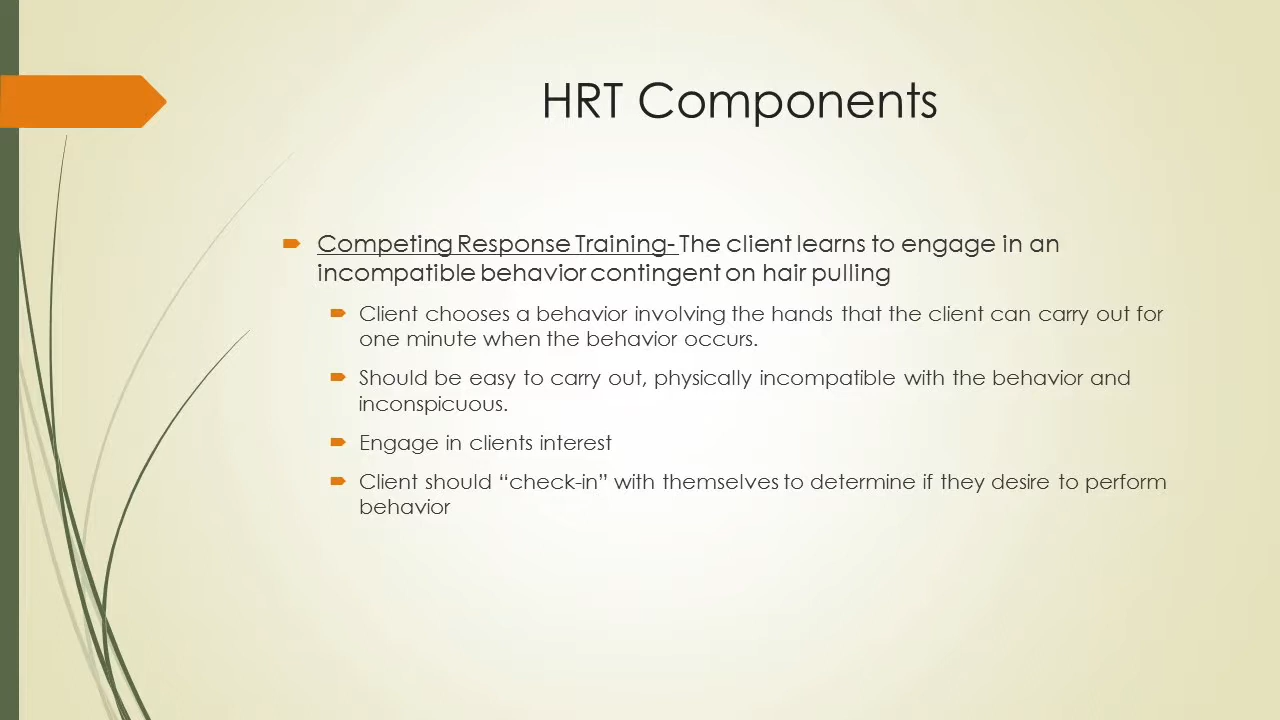 HRT Components
Competing Response Training- The client learns to engage in an
incompatible behavior contingent on hair pulling
Client chooses a behavior involving the hands that the client can carry out for
one minute when the behavior occurs.
Should be easy to carry out, physically incompatible with the behavior and
inconspicuous.
Engage in clients interest
Client should “check-in” with themselves to determine if they desire to perform
behavior